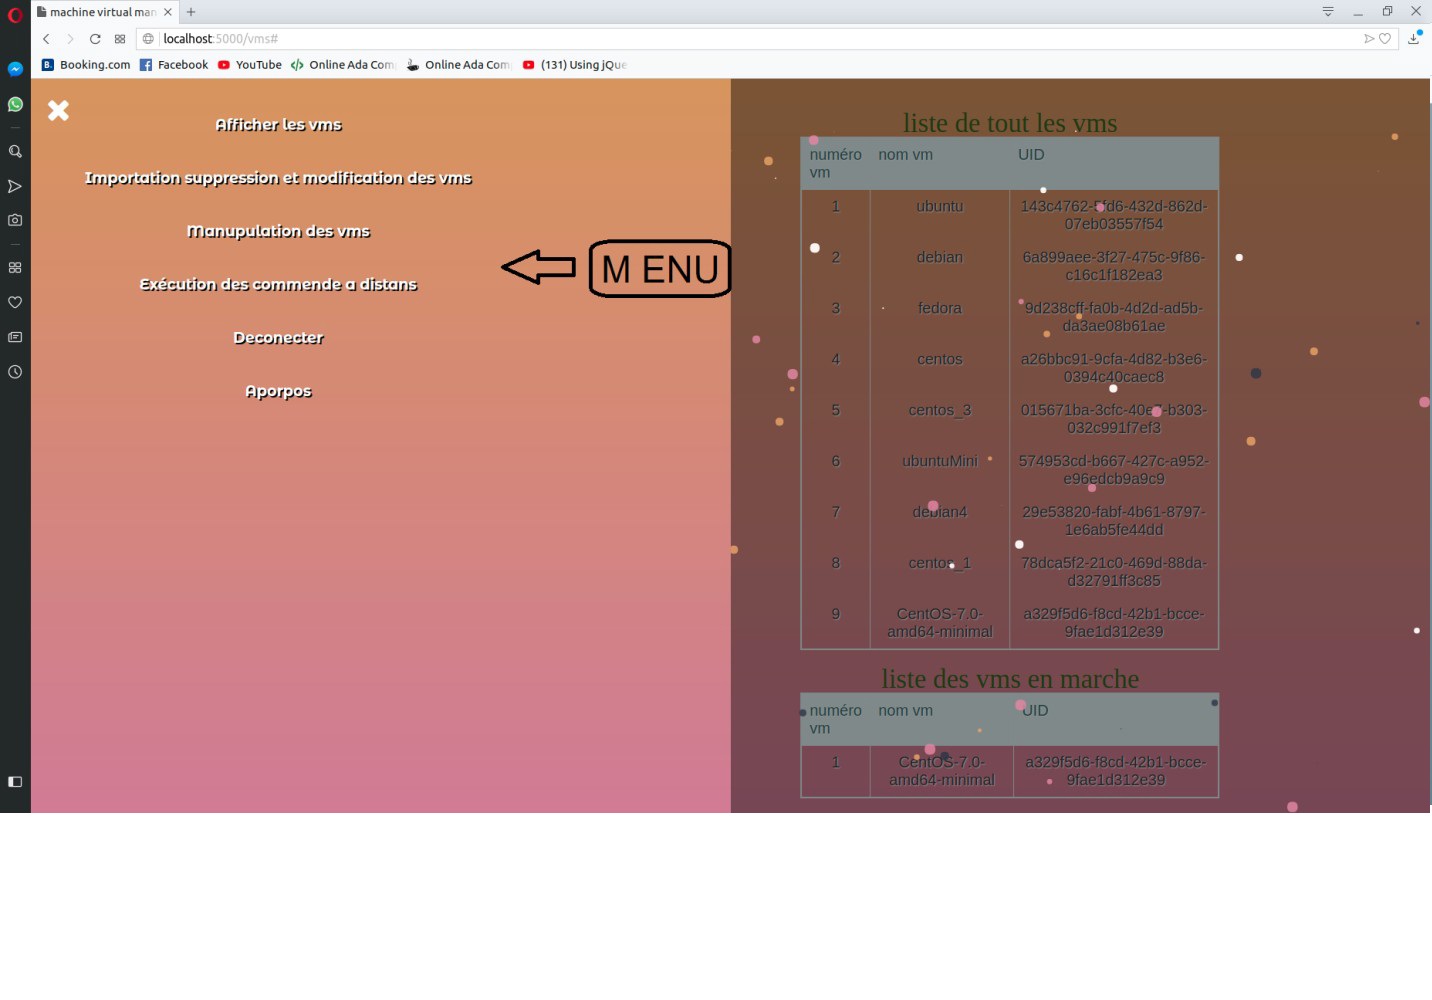 machine virtual man
localhost:5000/vms#
Booking.com Facebook YouTube Online Ada Com Online Ada Com (131) Using jQue
Afficher les vms
Importation suppression et modification des vms
Manupulation des vms
Exécution des commende a distans
Deconecter
Aporpos
M ENU
liste de tout les vms
numéro vm nom vm UID
1 ubuntu 143c4762-5fd6-432d-862d-
07eb03557f54
2 debian 6a899aee-3f27-475c-9f86-
c16c1f182ea3
3 fedora 9d238cff-fa0b-4d2d-ad5b-
da3ae08b61ae
4 centos a26bbc91-9cfa-4d82-b3e6-
0394c40caec8
5 centos_3 015671ba-3cfc-40e7-b303-
032c991f7ef3
6 ubuntuMini 574953cd-b667-427c-a952-
e96edcb9a9c9
7 debian4 29e53820-fabf-4b61-8797-
1e6ab5fe44dd
8 centos_1 78dca5f2-21c0-469d-88da-
d32791ff3c85
9 CentOS-7.0- a329f5d6-f8cd-42b1-bcce-
amd64-minimal 9fae1d312e39
liste des vms en marche
numéro vm nom vm UID
1 CentOS-7.0- a329f5d6-f8cd-42b1-bcce-
amd64-minimal 9fae1d312e39